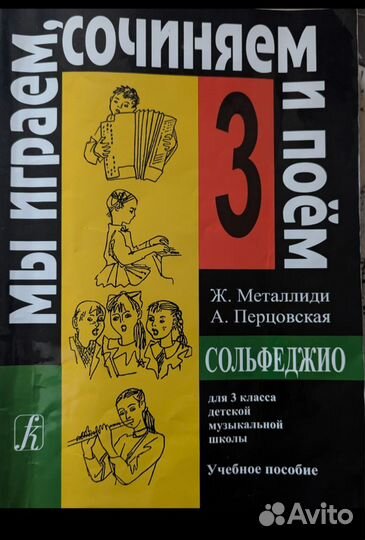 Мы играем, сочиняем и поём
3
Ж. Металлиди
А. Перцовская
СОЛЬФЕДЖИО
для 3 класса
детской
музыкальной
школы
Учебное пособие
Avito